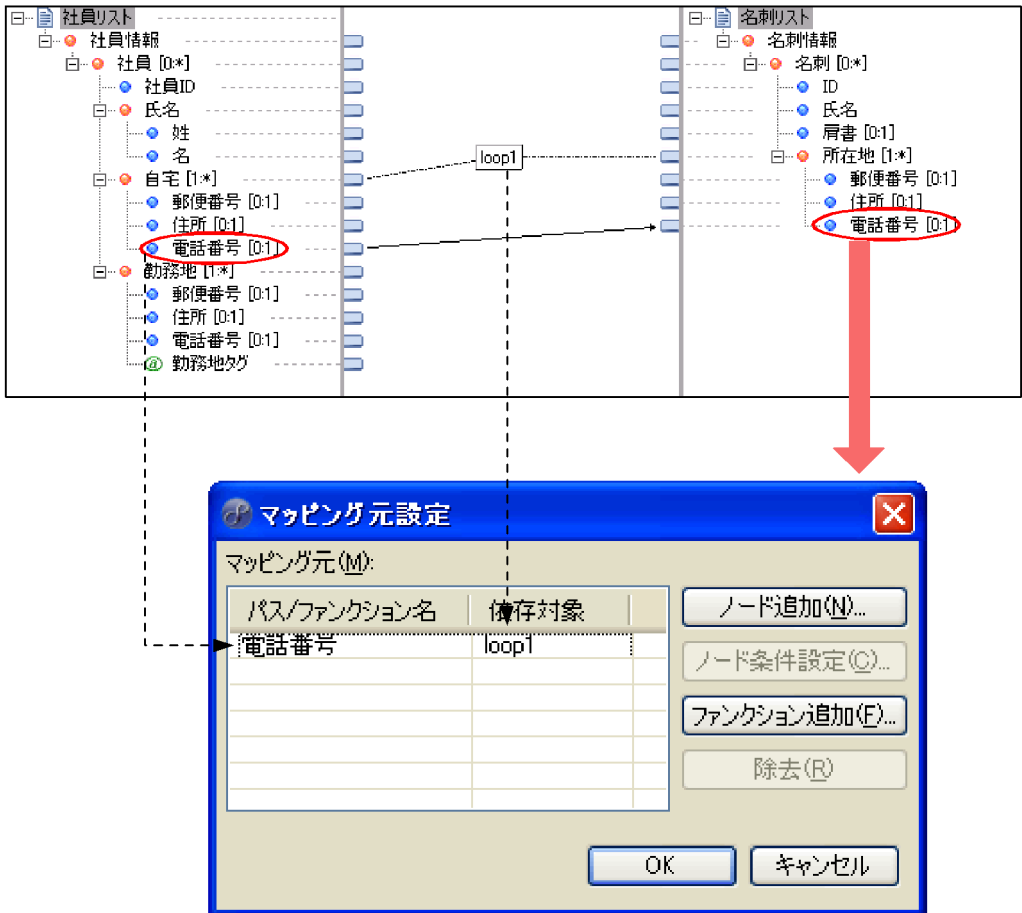 社員リスト
社員情報
社員 [0:*]
社員ID
氏名
姓
名
自宅 [1:*]
郵便番号 [0:1]
住所 [0:1]
電話番号 [0:1]
勤務地 [1:*]
郵便番号 [0:1]
住所 [0:1]
電話番号 [0:1]
@ 勤務地タグ
loop1
名刺リスト
名刺情報
名刺 [0:*]
ID
氏名
肩書 [0:1]
所在地 [1:*]
郵便番号 [0:1]
住所 [0:1]
電話番号 [0:1]
マッピング元設定
マッピング元(M):
パス/ファンクション名 依存対象
電話番号 loop1
ノード追加(N)...
ノード条件設定(C)...
ファンクション追加(F)...
除去(R)
OK キャンセル